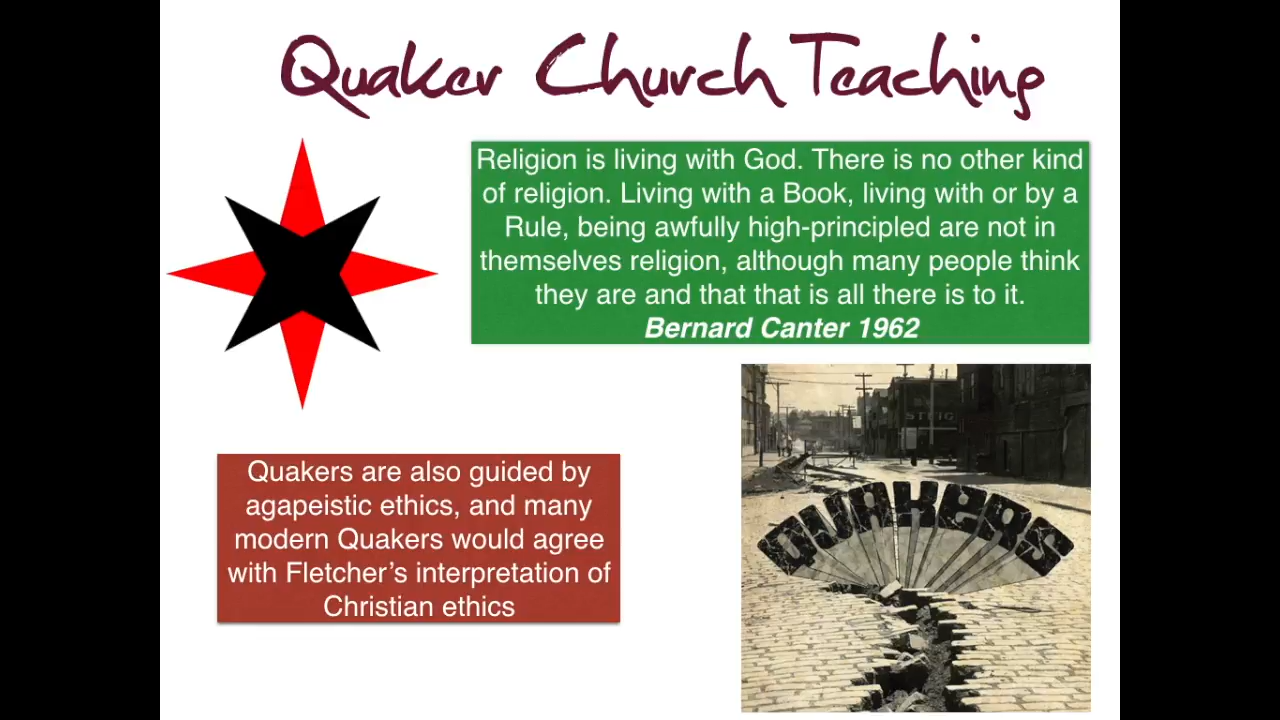 Quaker Church Teaching
Religion is living with God. There is no other kind
of religion. Living with a Book, living with or by a
Rule, being awfully high-principled are not in
themselves religion, although many people think
they are and that that is all there is to it.
Bernard Canter 1962
Quakers are also guided by
agapeistic ethics, and many
modern Quakers would agree
with Fletcher’s interpretation of
Christian ethics
QUAKERS